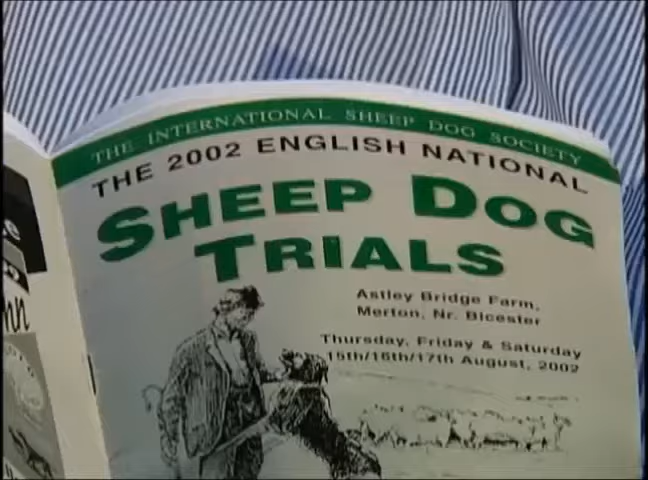 THE INTERNATIONAL SHEEP DOG SOCIETY
THE 2002 ENGLISH NATIONAL
SHEEP DOG
TRIALS
Astley Bridge Farm,
Merton, Nr. Bicester
Thursday, Friday & Saturday
15th/16th/17th August, 2002